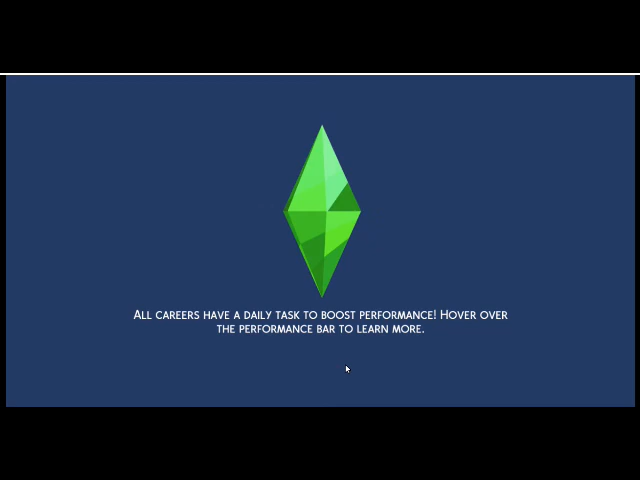 All careers have a daily task to boost performance! Hover over
the performance bar to learn more.